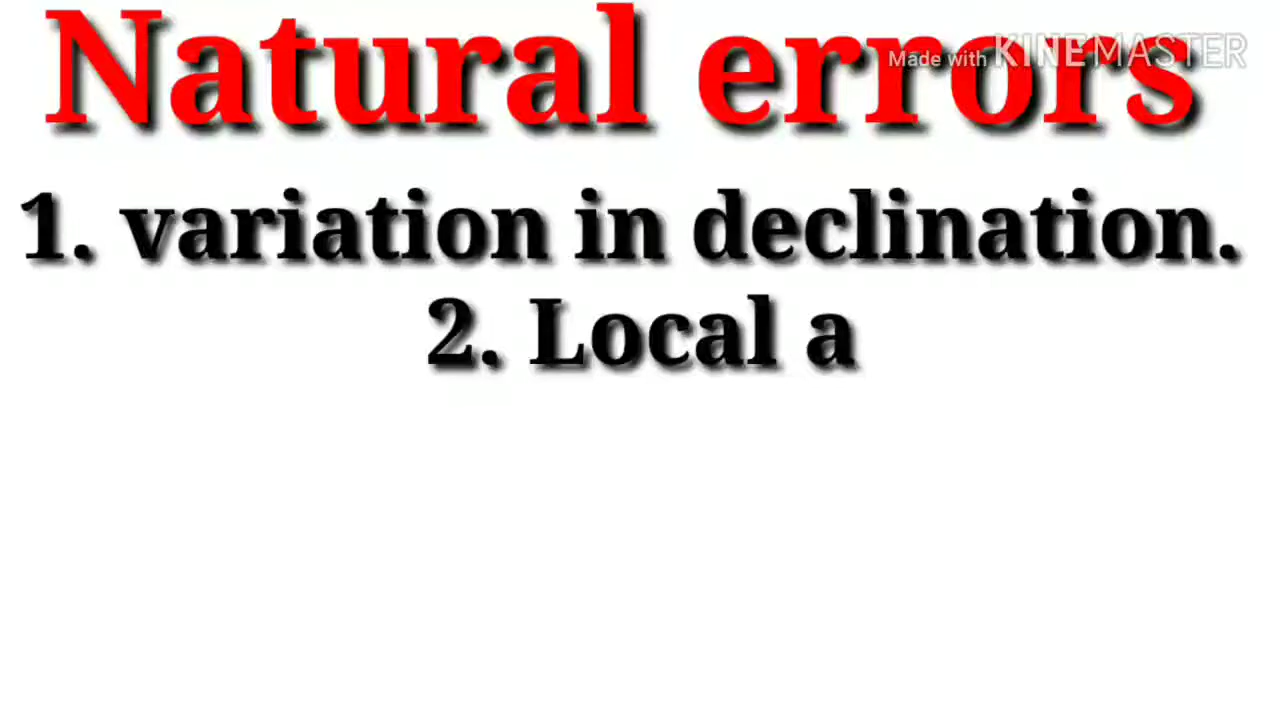 Natural errors
Made with KINEMASTER
1. variation in declination.
2. Local a